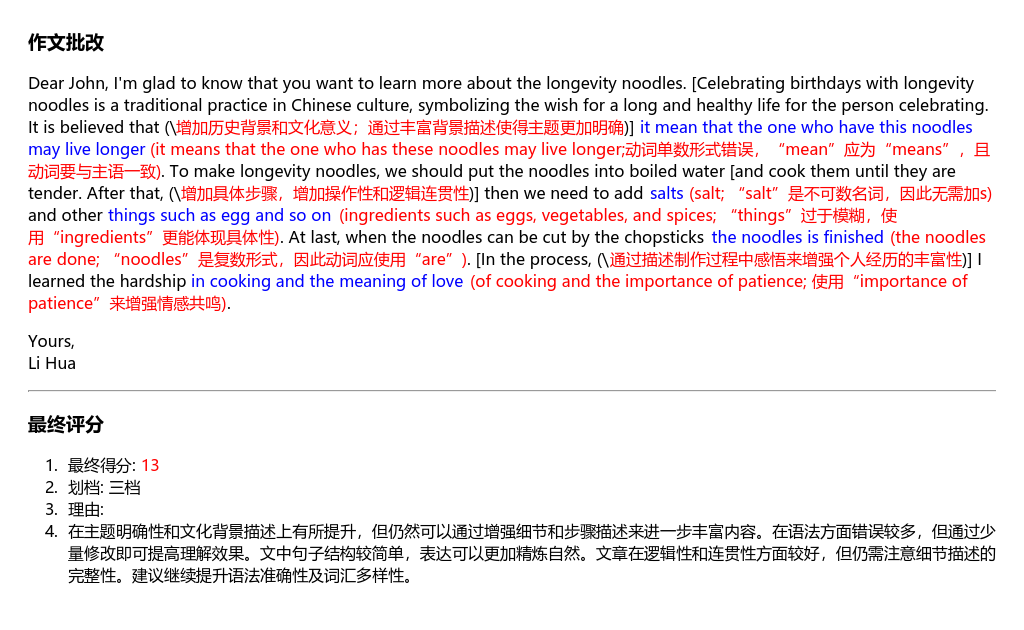 作文批改
Dear John, I'm glad to know that you want to learn more about the longevity noodles. [Celebrating birthdays with longevity
noodles is a traditional practice in Chinese culture, symbolizing the wish for a long and healthy life for the person celebrating.
It is believed that (\增加历史背景和文化意义；通过丰富背景描述使得主题更加明确)] it mean that the one who have this noodles
may live longer (it means that the one who has these noodles may live longer;动词单数形式错误，“mean”应为“means”，且
动词要与主语一致). To make longevity noodles, we should put the noodles into boiled water [and cook them until they are
tender. After that, (\增加具体步骤，增加操作性和逻辑连贯性)] then we need to add salts (salt; “salt”是不可数名词，因此无需加s)
and other things such as egg and so on (ingredients such as eggs, vegetables, and spices; “things”过于模糊，使
用“ingredients”更能体现具体性). At last, when the noodles can be cut by the chopsticks the noodles is finished (the noodles
are done; “noodles”是复数形式，因此动词应使用“are”). [In the process, (\通过描述制作过程中感悟来增强个人经历的丰富性)] I
learned the hardship in cooking and the meaning of love (of cooking and the importance of patience; 使用“importance of
patience”来增强情感共鸣).
Yours,
Li Hua
最终评分
1. 最终得分: 13
2. 划档: 三档
3. 理由:
4. 在主题明确性和文化背景描述上有所提升，但仍然可以通过增强细节和步骤描述来进一步丰富内容。在语法方面错误较多，但通过少
量修改即可提高理解效果。文中句子结构较简单，表达可以更加精炼自然。文章在逻辑性和连贯性方面较好，但仍需注意细节描述的
完整性。建议继续提升语法准确性及词汇多样性。